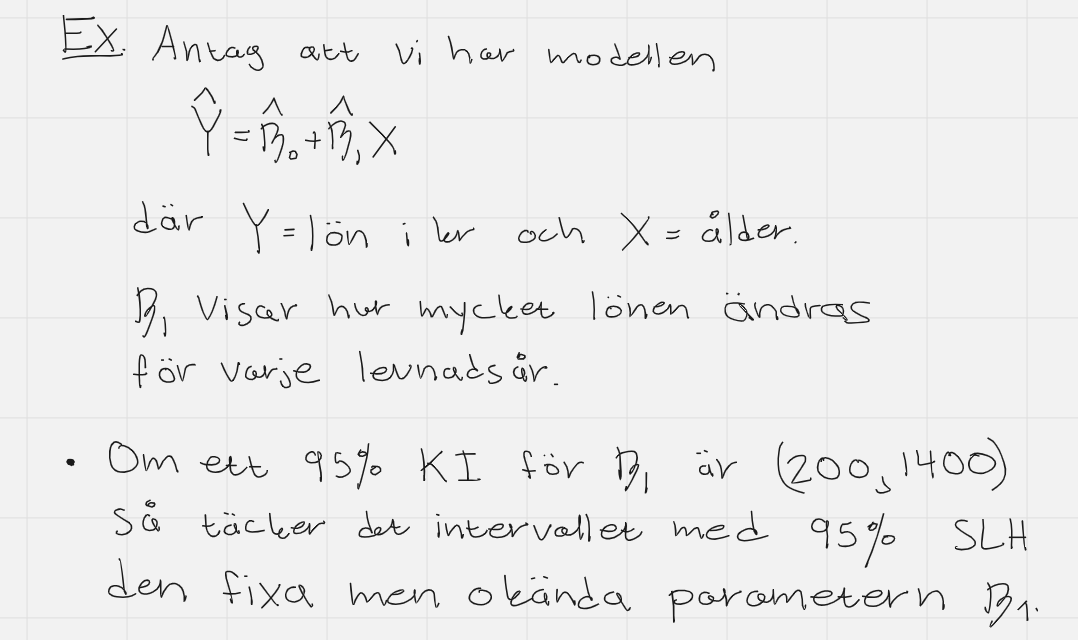 Ex. Antag att vi har modellen
Ŷ = β̂₀ + β̂₁ X
där Y = lön i kr och X = ålder.
β₁ visar hur mycket lönen ändras
för varje levnadsår.
• Om ett 95% KI för β₁ är (200, 1400)
så täcker det intervallet med 95% SLH
den fixa men okända parametern β₁.